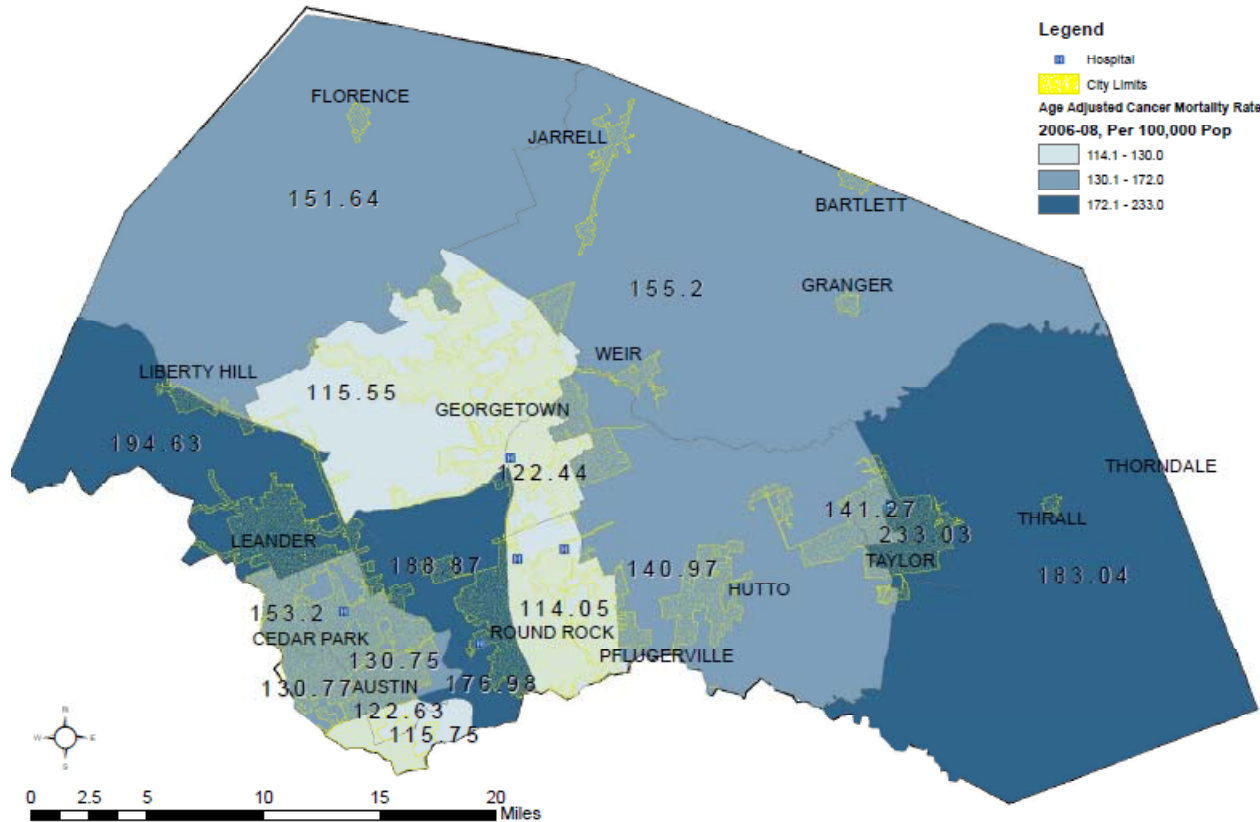 Legend
Hospital
City Limits
Age Adjusted Cancer Mortality Rate
2006-08, Per 100,000 Pop
114.1 - 130.0
130.1 - 172.0
172.1 - 233.0
FLORENCE
JARRELL
151.64
BARTLETT
155.2
GRANGER
WEIR
LIBERTY HILL
115.55
GEORGETOWN
194.63
122.44
THORNDALE
141.27
THRALL
233.03
LEANDER
TAYLOR
188.87
140.97
183.04
HUTTO
153.2
114.05
CEDAR PARK
ROUND ROCK
PFLUGERVILLE
130.75
130.77
AUSTIN
176.98
122.63
115.75
N
W
E
S
0 2.5 5 10 15 20
Miles
H
H
H
H
H
H
H